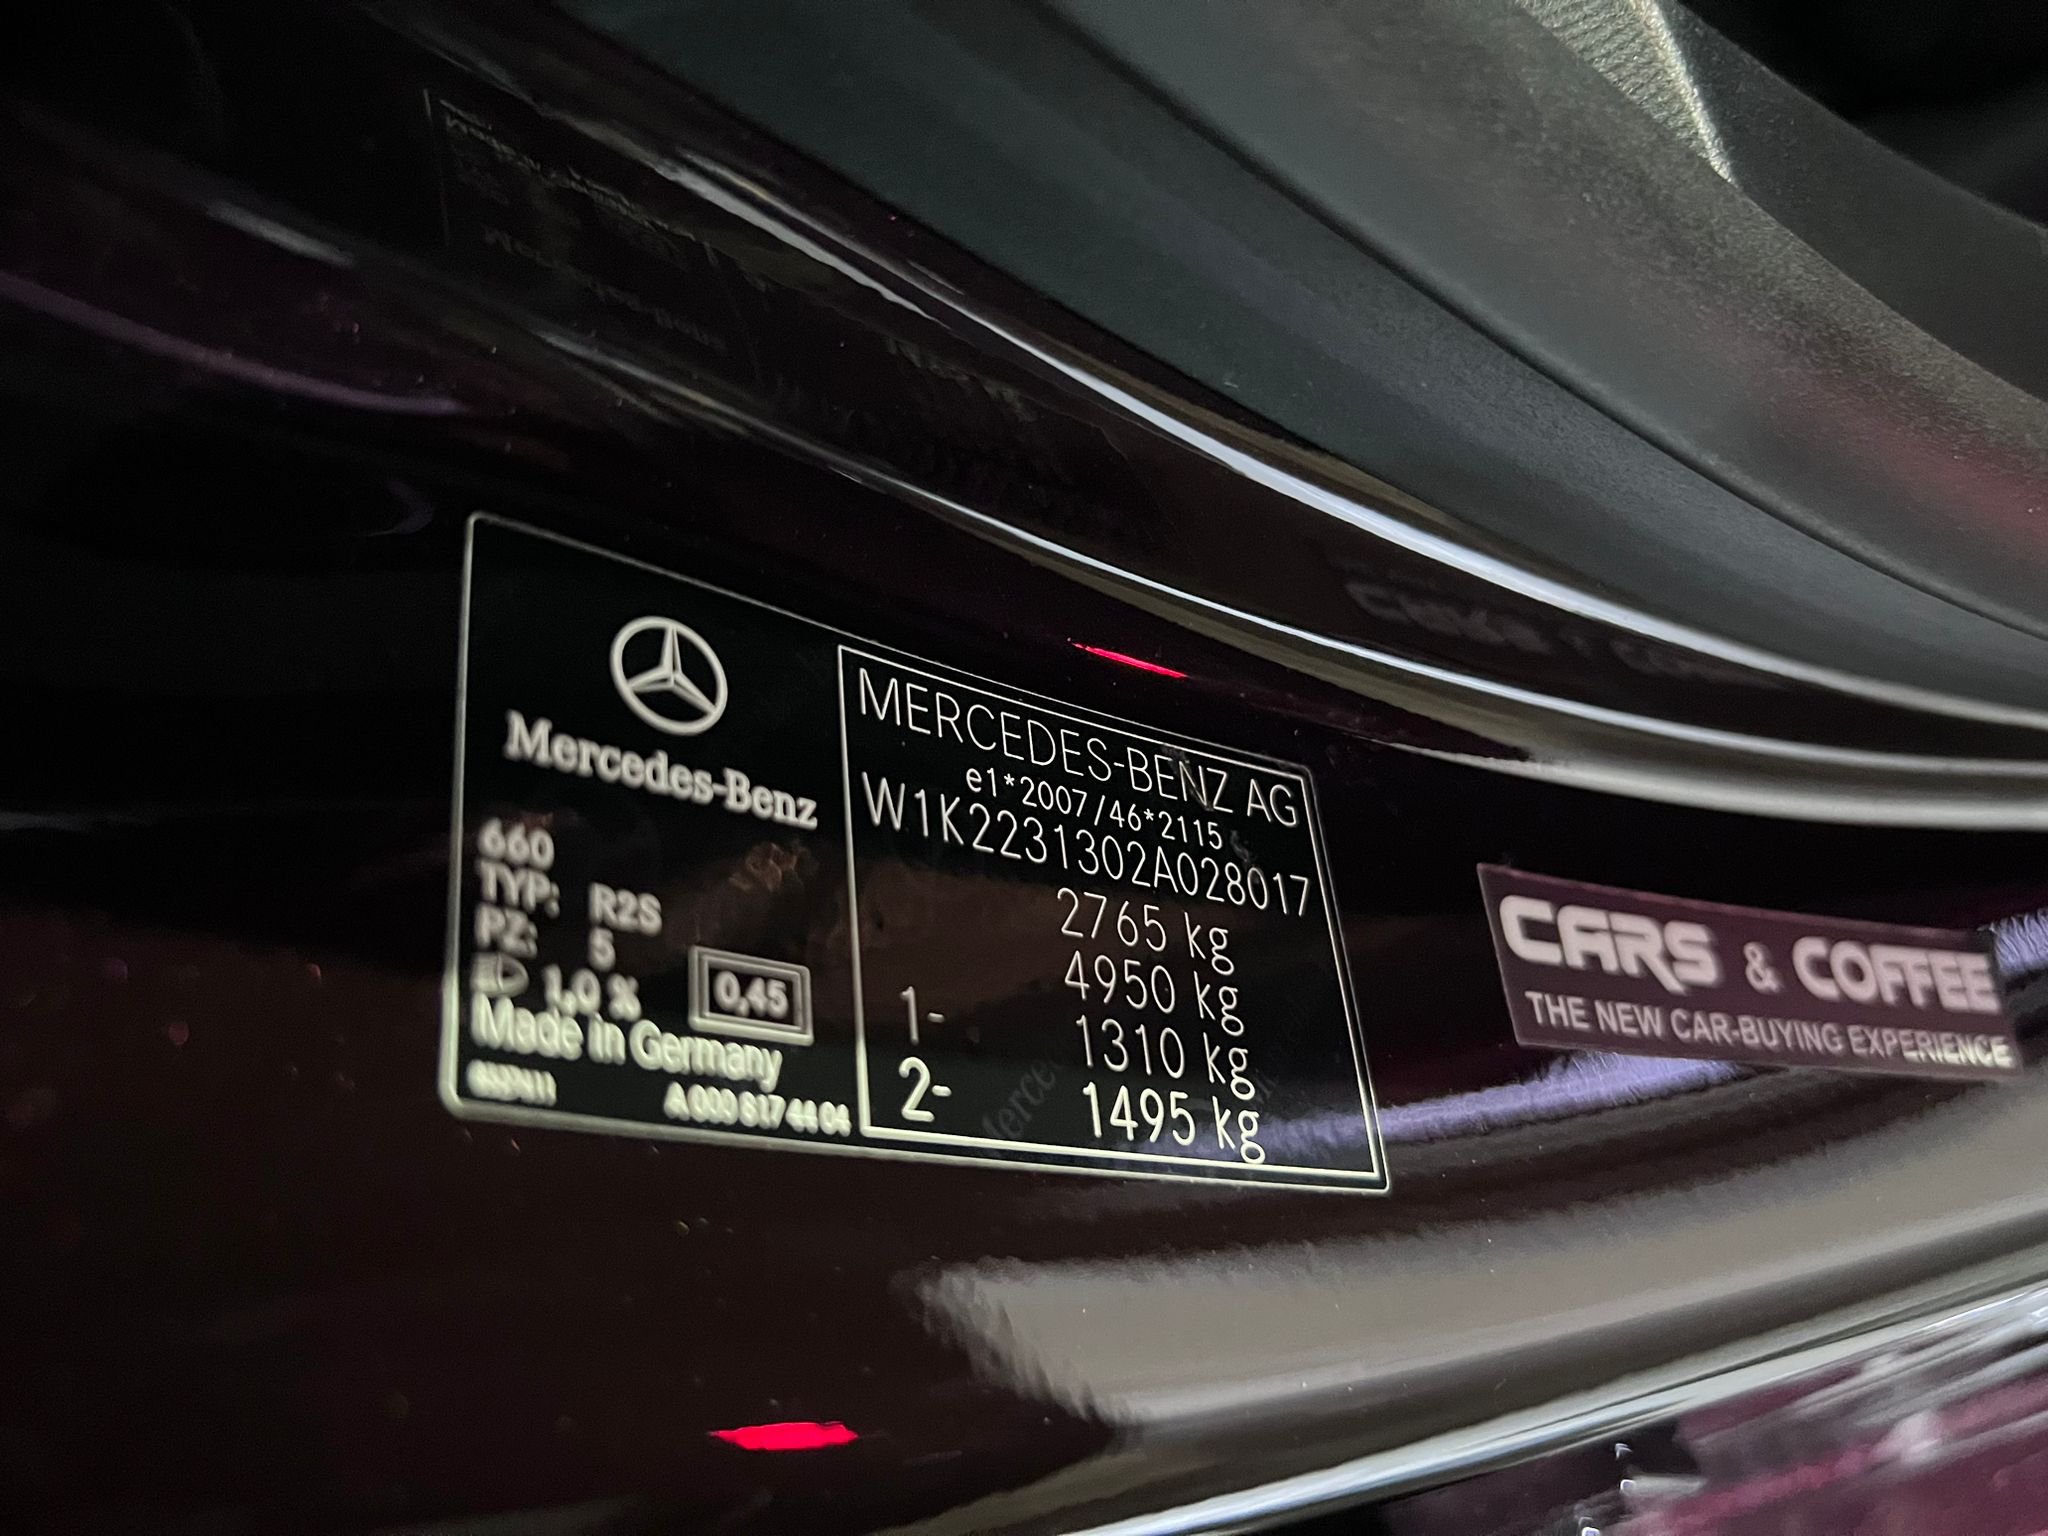 Mercedes-Benz
660
TYP: R2S
PZ: 5
1,0 %
0,45
Made in Germany
A 000 817 44 04
MERCEDES-BENZ AG
e1*2007/46*2115
W1K2231302A028017
2765 kg
4950 kg
1- 1310 kg
2- 1495 kg
CARS & COFFEE
THE NEW CAR-BUYING EXPERIENCE